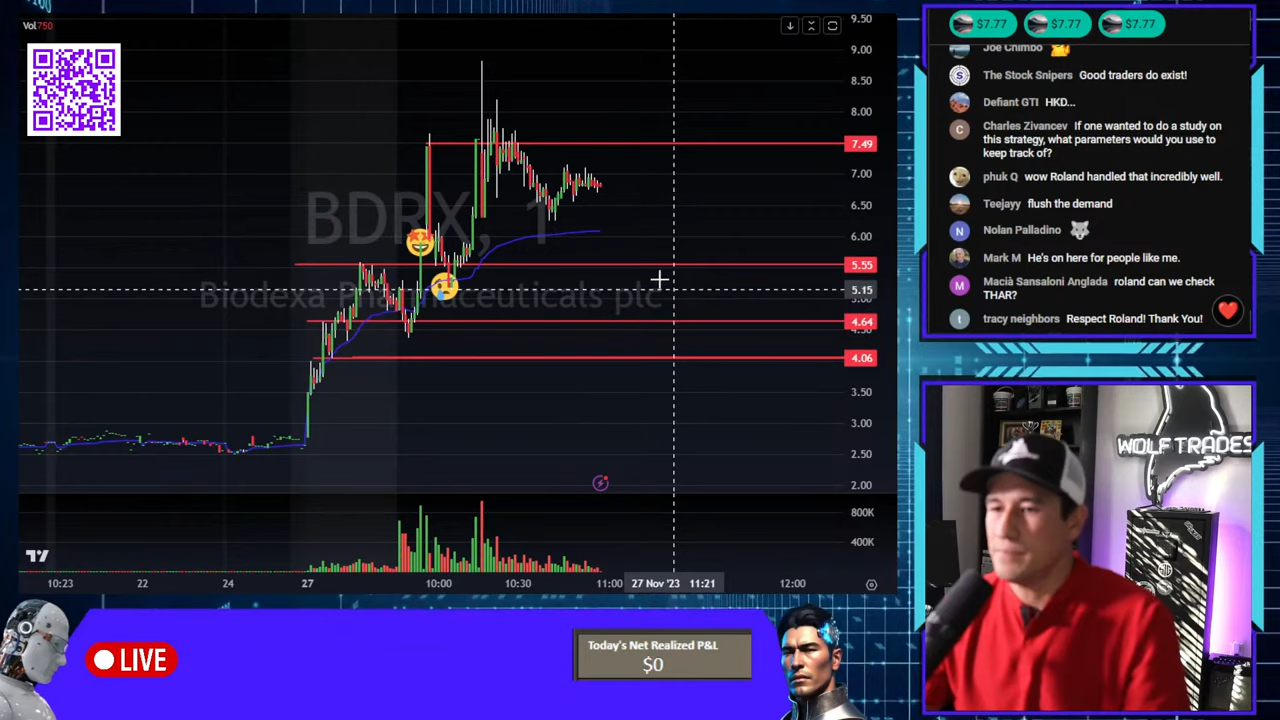 Vol750
9.50
9.00
8.50
8.00
7.49
7.00
6.50
6.00
5.55
5.15
4.64
4.06
3.50
3.00
2.50
2.00
800K
400K
BDRX, 1
iodexa Pharmaceuticals plc
10:23
22
24
27
10:00
10:30
11:00
27 Nov '23 11:21
12:00
LIVE
Today's Net Realized P&L
$0
$7.77
$7.77
$7.77
Joe Chimbo
The Stock Snipers Good traders do exist!
Defiant GTI HKD...
Charles Zivancev If one wanted to do a study on
this strategy, what parameters would you use to
keep track of?
phuk Q wow Roland handled that incredibly well.
Teejayy flush the demand
Nolan Palladino
Mark M He's on here for people like me.
Macià Sansaloni Anglada roland can we check
THAR?
tracy neighbors Respect Roland! Thank You!
WOLF TRADES